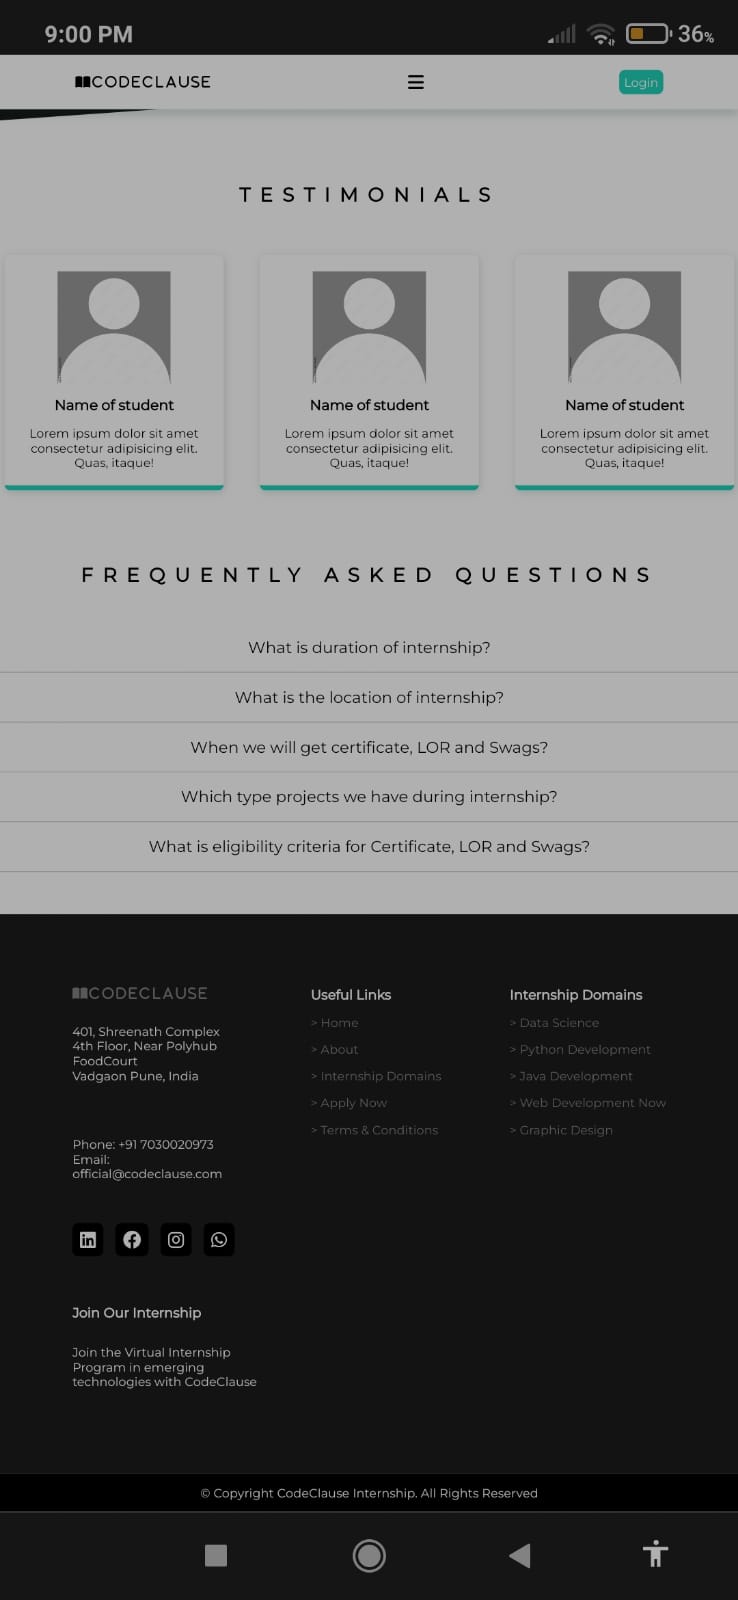 9:00 PM
36%
CODECLAUSE
Login
TESTIMONIALS
Name of student
Lorem ipsum dolor sit amet
consectetur adipisicing elit.
Quas, itaque!
Name of student
Lorem ipsum dolor sit amet
consectetur adipisicing elit.
Quas, itaque!
Name of student
Lorem ipsum dolor sit amet
consectetur adipisicing elit.
Quas, itaque!
FREQUENTLY ASKED QUESTIONS
What is duration of internship?
What is the location of internship?
When we will get certificate, LOR and Swags?
Which type projects we have during internship?
What is eligibility criteria for Certificate, LOR and Swags?
CODECLAUSE
401, Shreenath Complex
4th Floor, Near Polyhub
FoodCourt
Vadgaon Pune, India
Phone: +91 7030020973
Email:
official@codeclause.com
Join Our Internship
Join the Virtual Internship
Program in emerging
technologies with CodeClause
Useful Links
> Home
> About
> Internship Domains
> Apply Now
> Terms & Conditions
Internship Domains
> Data Science
> Python Development
> Java Development
> Web Development Now
> Graphic Design
© Copyright CodeClause Internship. All Rights Reserved